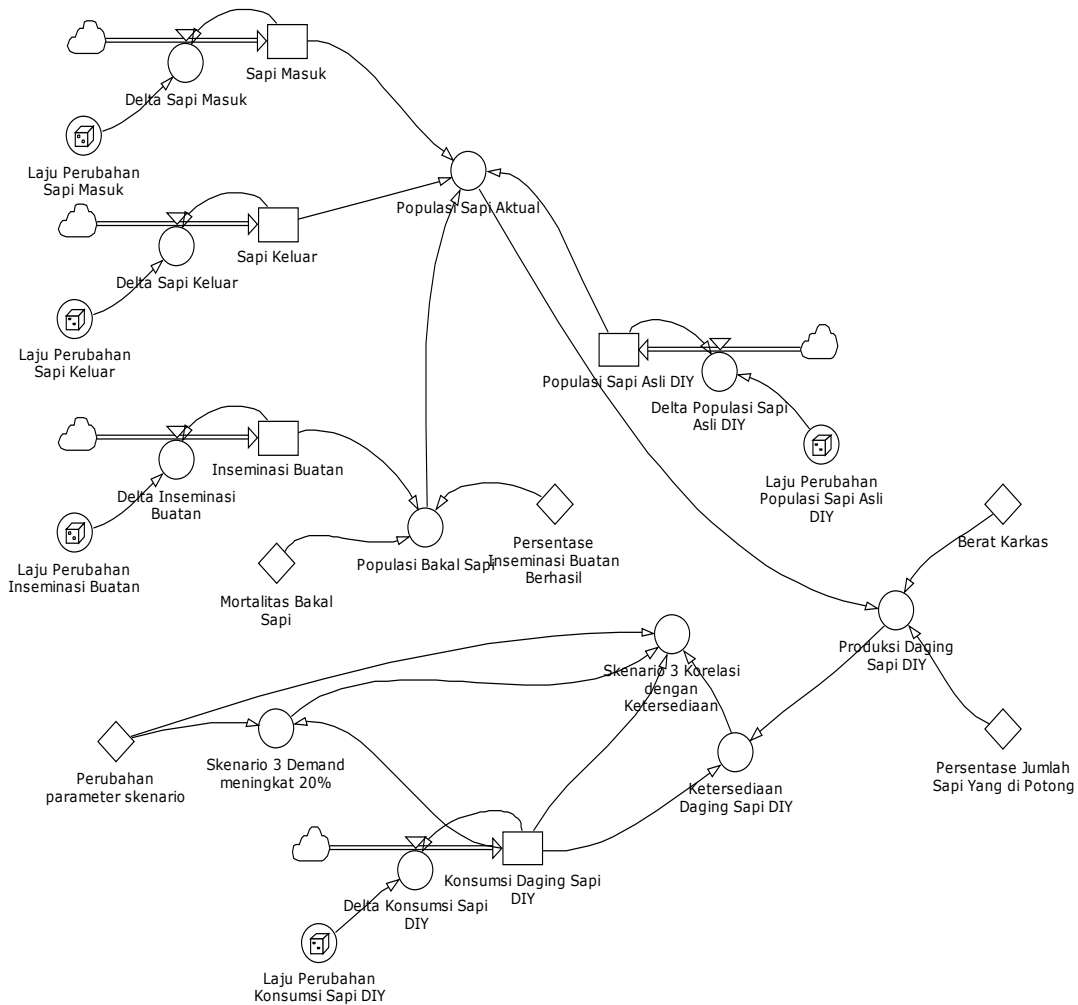 Sapi Masuk
Delta Sapi Masuk
Laju Perubahan
Sapi Masuk
Populasi Sapi Aktual
Sapi Keluar
Delta Sapi Keluar
Laju Perubahan
Sapi Keluar
Populasi Sapi Asli DIY
Delta Populasi Sapi
Asli DIY
Laju Perubahan
Populasi Sapi Asli
DIY
Inseminasi Buatan
Delta Inseminasi
Buatan
Laju Perubahan
Inseminasi Buatan
Mortalitas Bakal
Sapi
Populasi Bakal Sapi
Persentase
Inseminasi Buatan
Berhasil
Berat Karkas
Produksi Daging
Sapi DIY
Skenario 3 Korelasi
dengan
Ketersediaan
Perubahan
parameter skenario
Skenario 3 Demand
meningkat 20%
Ketersediaan
Daging Sapi DIY
Persentase Jumlah
Sapi Yang di Potong
Konsumsi Daging Sapi
DIY
Delta Konsumsi Sapi
DIY
Laju Perubahan
Konsumsi Sapi DIY